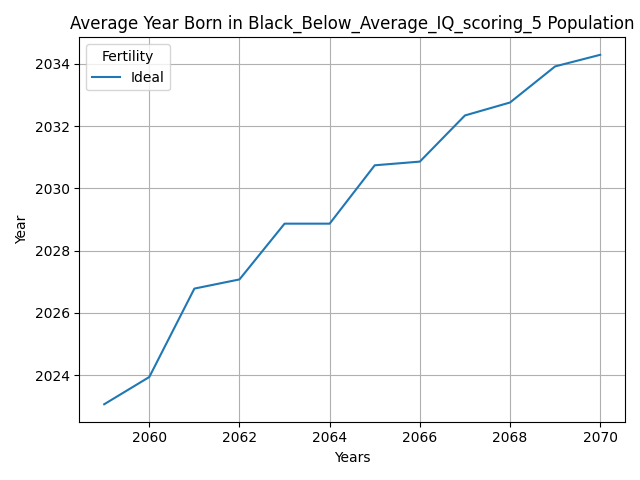 Average Year Born in Black_Below_Average_IQ_scoring_5 Population
Fertility
Ideal
Year
2034
2032
2030
2028
2026
2024
2060 2062 2064 2066 2068 2070
Years